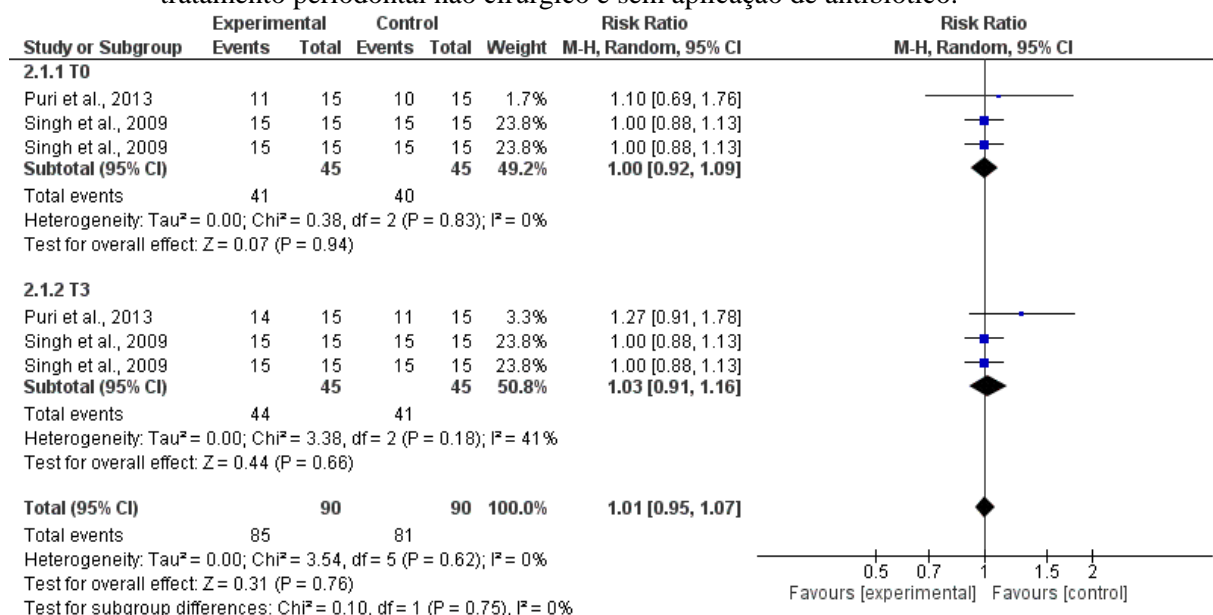 tratamento periodontal não cirúrgico e sem aplicação de antibiótico.
Experimental Control Risk Ratio Risk Ratio
Study or Subgroup Events Total Events Total Weight M-H, Random, 95% CI M-H, Random, 95% CI
2.1.1 T0
Puri et al., 2013 11 15 10 15 1.7% 1.10 [0.69, 1.76]
Singh et al., 2009 15 15 15 15 23.8% 1.00 [0.88, 1.13]
Singh et al., 2009 15 15 15 15 23.8% 1.00 [0.88, 1.13]
Subtotal (95% CI) 45 45 49.2% 1.00 [0.92, 1.09]
Total events 41 40
Heterogeneity: Tau² = 0.00; Chi² = 0.38, df = 2 (P = 0.83); I² = 0%
Test for overall effect: Z = 0.07 (P = 0.94)
2.1.2 T3
Puri et al., 2013 14 15 11 15 3.3% 1.27 [0.91, 1.78]
Singh et al., 2009 15 15 15 15 23.8% 1.00 [0.88, 1.13]
Singh et al., 2009 15 15 15 15 23.8% 1.00 [0.88, 1.13]
Subtotal (95% CI) 45 45 50.8% 1.03 [0.91, 1.16]
Total events 44 41
Heterogeneity: Tau² = 0.00; Chi² = 3.38, df = 2 (P = 0.18); I² = 41%
Test for overall effect: Z = 0.44 (P = 0.66)
Total (95% CI) 90 90 100.0% 1.01 [0.95, 1.07]
Total events 85 81
Heterogeneity: Tau² = 0.00; Chi² = 3.54, df = 5 (P = 0.62); I² = 0%
Test for overall effect: Z = 0.31 (P = 0.76)
Test for subgroup differences: Chi² = 0.10, df = 1 (P = 0.75), I² = 0%
0.5 0.7 1 1.5 2
Favours [experimental] Favours [control]